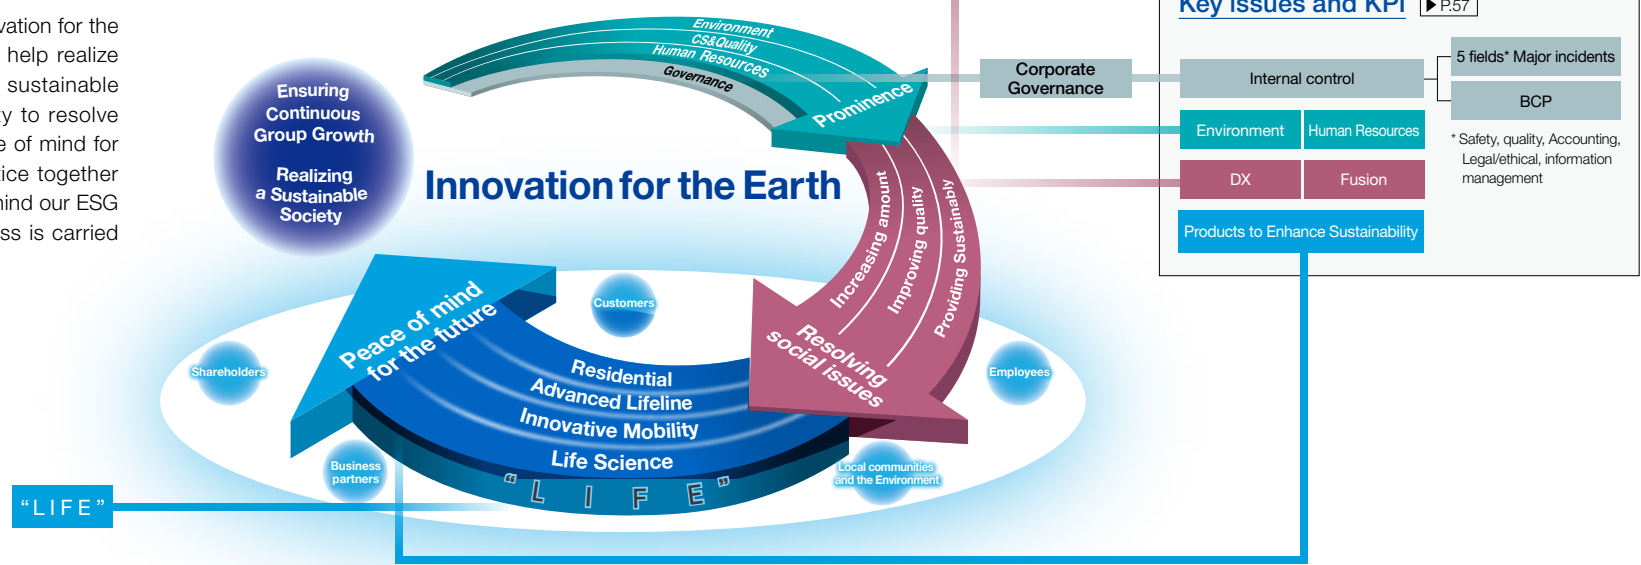 vation for the
help realize
sustainable
y to resolve
e of mind for
tice together
mind our ESG
ss is carried
Ensuring
Continuous
Group Growth
Realizing
a Sustainable
Society
Innovation for the Earth
Environment
CS&Quality
Human Resources
Governance
Prominence
Increasing amount
Improving quality
Providing Sustainaby
Resolving
social issues
Peace of mind
for the future
Residential
Advanced Lifeline
Innovative Mobility
Life Science
“LIFE”
Customers
Shareholders
Employees
Business
partners
Local communities
and the Environment
“LIFE”
Key Issues and KPI
▶P.57
Corporate
Governance
Internal control
5 fields* Major incidents
BCP
Environment
Human Resources
DX
Fusion
Products to Enhance Sustainability
* Safety, quality, Accounting,
Legal/ethical, information
management